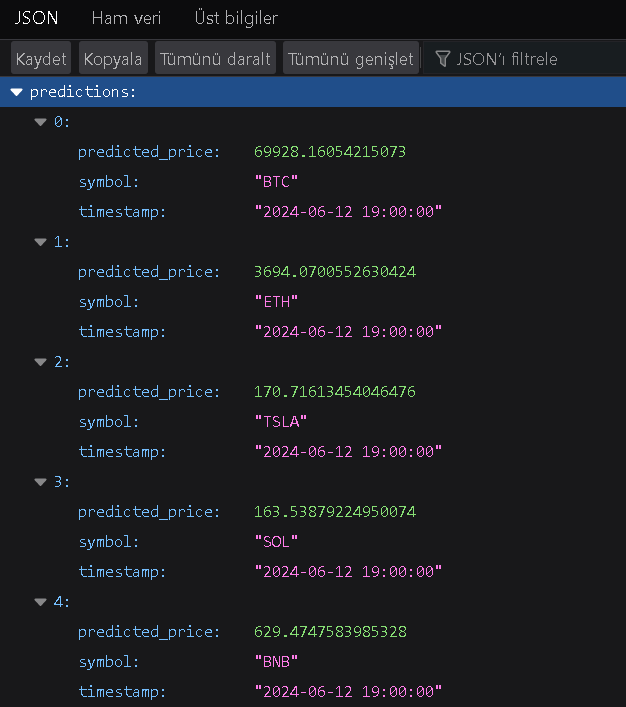 JSON Ham veri Üst bilgiler
Kaydet Kopyala Tümünü daralt Tümünü genişlet JSON'ı filtrele
predictions:
0:
predicted_price: 69928.16054215073
symbol: "BTC"
timestamp: "2024-06-12 19:00:00"
1:
predicted_price: 3694.0700552630424
symbol: "ETH"
timestamp: "2024-06-12 19:00:00"
2:
predicted_price: 170.71613454046476
symbol: "TSLA"
timestamp: "2024-06-12 19:00:00"
3:
predicted_price: 163.53879224950074
symbol: "SOL"
timestamp: "2024-06-12 19:00:00"
4:
predicted_price: 629.4747583985328
symbol: "BNB"
timestamp: "2024-06-12 19:00:00"